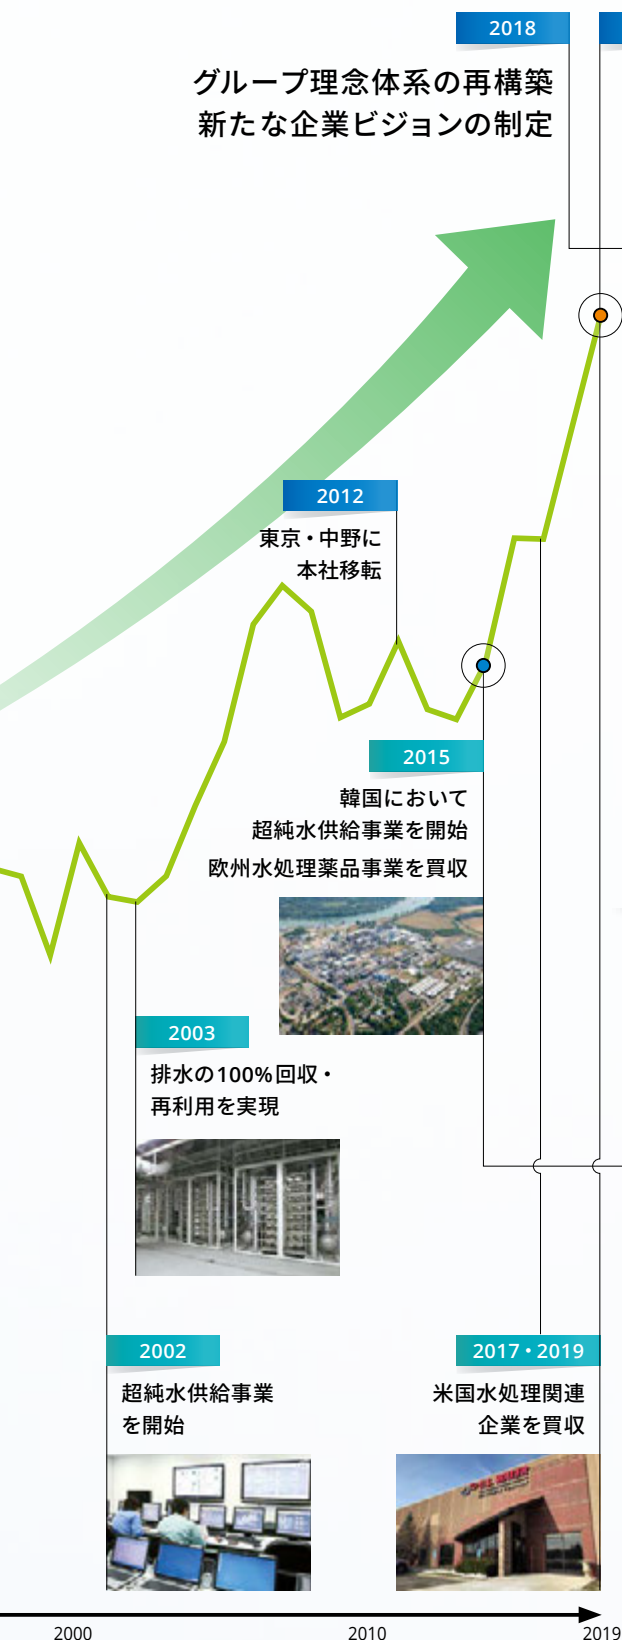 2018
グループ理念体系の再構築
新たな企業ビジョンの制定
2012
東京・中野に
本社移転
2015
韓国において
超純水供給事業を開始
欧州水処理薬品事業を買収
2003
排水の100%回収・
再利用を実現
2002
超純水供給事業
を開始
2017・2019
米国水処理関連
企業を買収
2000
2010
2019